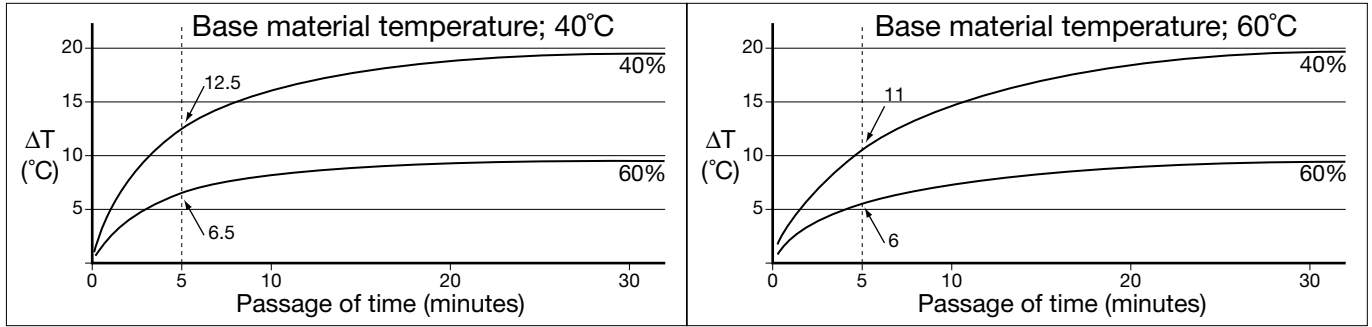 Base material temperature; 40°C
20
15
10
5
ΔT
(°C)
12.5
6.5
40%
60%
0 5 10 20 30
Passage of time (minutes)
Base material temperature; 60°C
20
15
10
5
ΔT
(°C)
11
6
40%
60%
0 5 10 20 30
Passage of time (minutes)